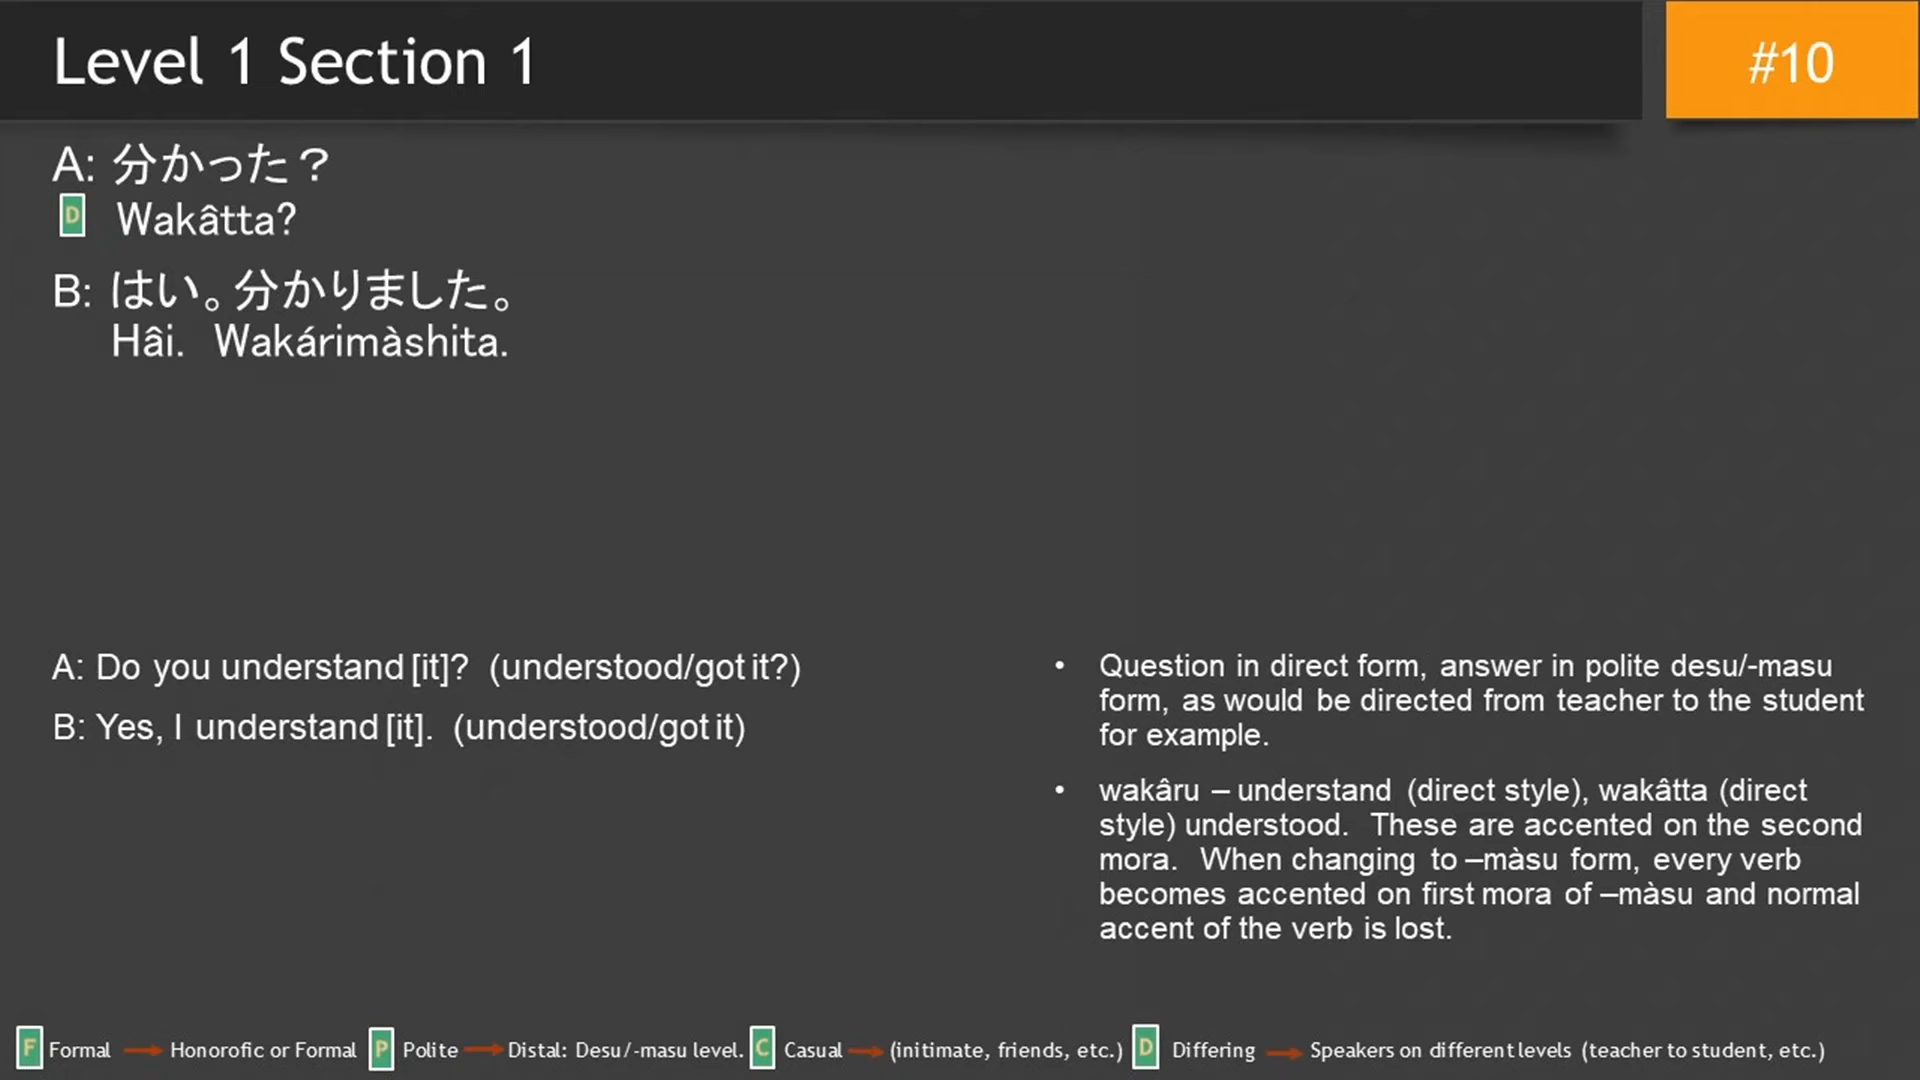 Level 1 Section 1
#10
A: 分かった？
D Wakâtta?
B: はい。分かりました。
Hâi. Wakárimàshita.
A: Do you understand [it]? (understood/got it?)
B: Yes, I understand [it]. (understood/got it)
• Question in direct form, answer in polite desu/-masu
form, as would be directed from teacher to the student
for example.
• wakâru – understand (direct style), wakâtta (direct
style) understood. These are accented on the second
mora. When changing to –màsu form, every verb
becomes accented on first mora of –màsu and normal
accent of the verb is lost.
F Formal Honorofic or Formal P Polite Distal: Desu/-masu level. C Casual (initimate, friends, etc.) D Differing Speakers on different levels (teacher to student, etc.)